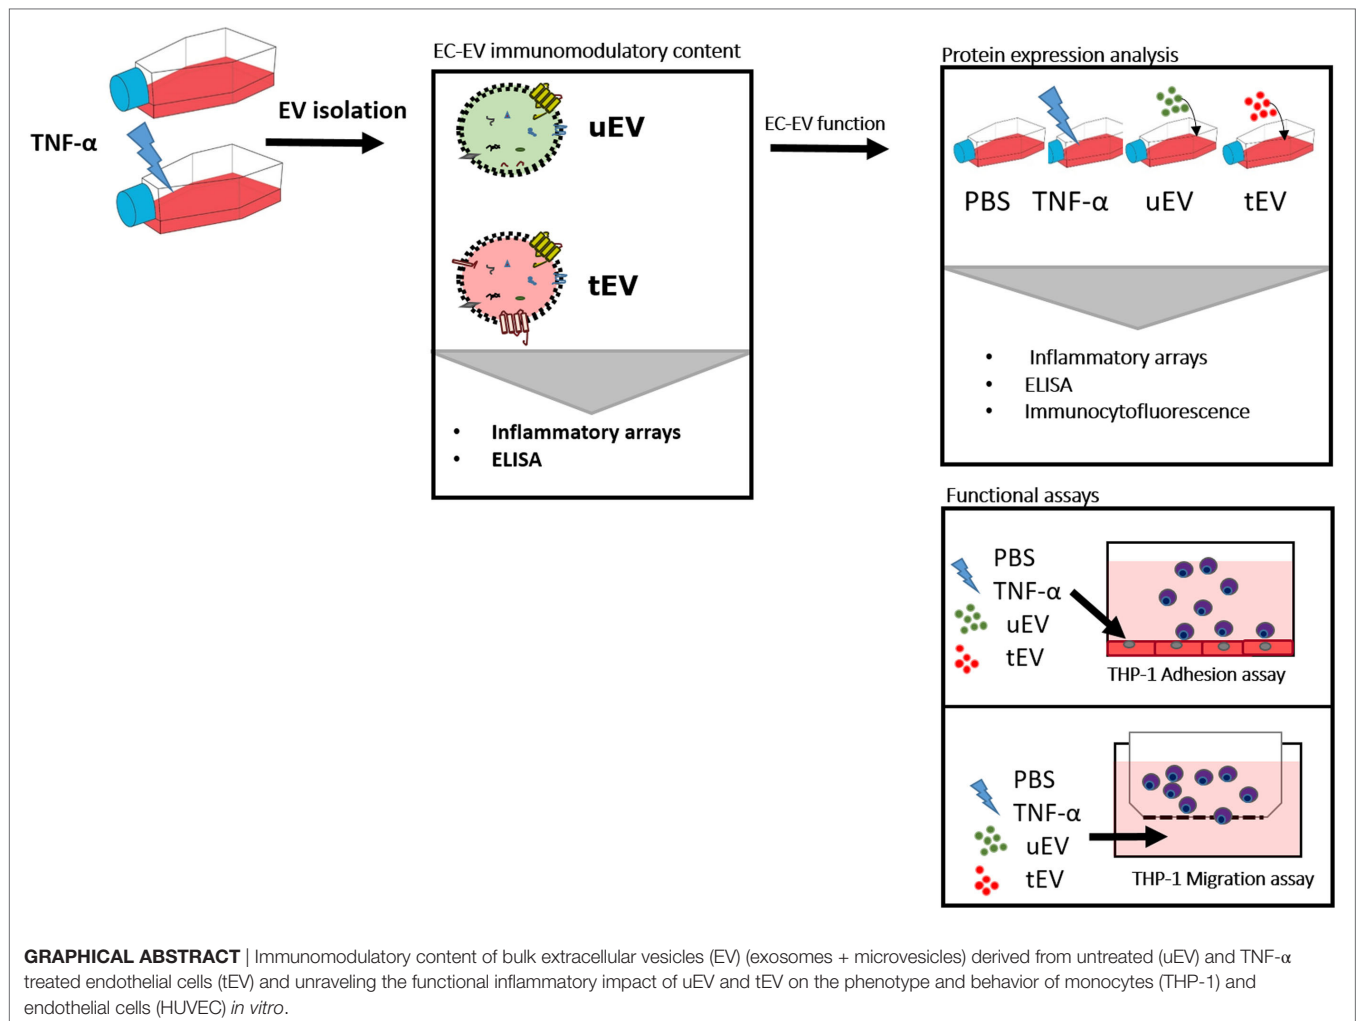 TNF-α
EV isolation
EC-EV immunomodulatory content
uEV
tEV
• Inflammatory arrays
• ELISA
EC-EV function
Protein expression analysis
PBS TNF-α uEV tEV
• Inflammatory arrays
• ELISA
• Immunocytofluorescence
Functional assays
PBS
TNF-α
uEV
tEV
THP-1 Adhesion assay
PBS
TNF-α
uEV
tEV
THP-1 Migration assay
GRAPHICAL ABSTRACT | Immunomodulatory content of bulk extracellular vesicles (EV) (exosomes + microvesicles) derived from untreated (uEV) and TNF-α
treated endothelial cells (tEV) and unraveling the functional inflammatory impact of uEV and tEV on the phenotype and behavior of monocytes (THP-1) and
endothelial cells (HUVEC) in vitro.